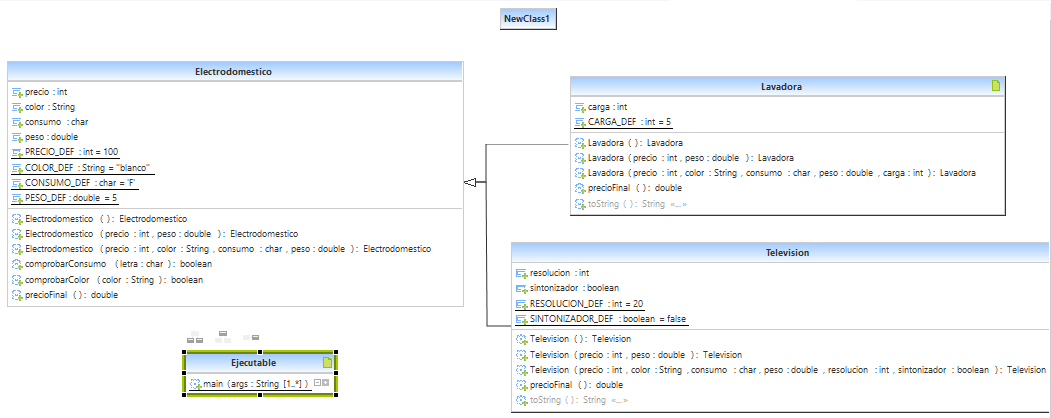 NewClass1
Electrodomestico
precio : int
color : String
consumo : char
peso : double
PRECIO_DEF : int = 100
COLOR_DEF : String = "blanco"
CONSUMO_DEF : char = 'F'
PESO_DEF : double = 5
Electrodomestico ( ) : Electrodomestico
Electrodomestico ( precio : int , peso : double ) : Electrodomestico
Electrodomestico ( precio : int , color : String , consumo : char , peso : double ) : Electrodomestico
comprobarConsumo ( letra : char ) : boolean
comprobarColor ( color : String ) : boolean
precioFinal ( ) : double
Lavadora
carga : int
CARGA_DEF : int = 5
Lavadora ( ) : Lavadora
Lavadora ( precio : int , peso : double ) : Lavadora
Lavadora ( precio : int , color : String , consumo : char , peso : double , carga : int ) : Lavadora
precioFinal ( ) : double
toString ( ) : String «...»
Television
resolucion : int
sintonizador : boolean
RESOLUCION_DEF : int = 20
SINTONIZADOR_DEF : boolean = false
Television ( ) : Television
Television ( precio : int , peso : double ) : Television
Television ( precio : int , color : String , consumo : char , peso : double , resolucion : int , sintonizador : boolean ) : Television
precioFinal ( ) : double
toString ( ) : String «...»
Ejecutable
main ( args : String [1..*] )